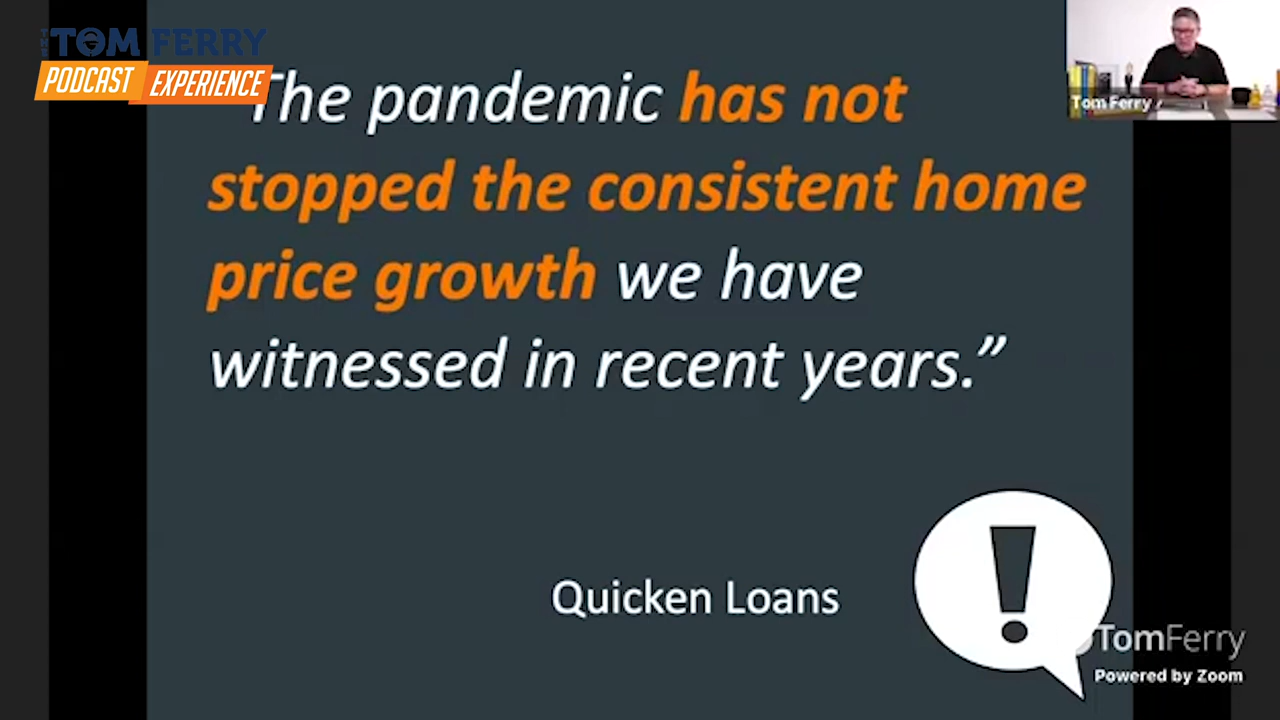 THE
TOM FERRY
PODCAST EXPERIENCE
The pandemic has not
stopped the consistent home
price growth we have
witnessed in recent years.”
Quicken Loans
!
Tom Ferry
TomFerry
Powered by Zoom